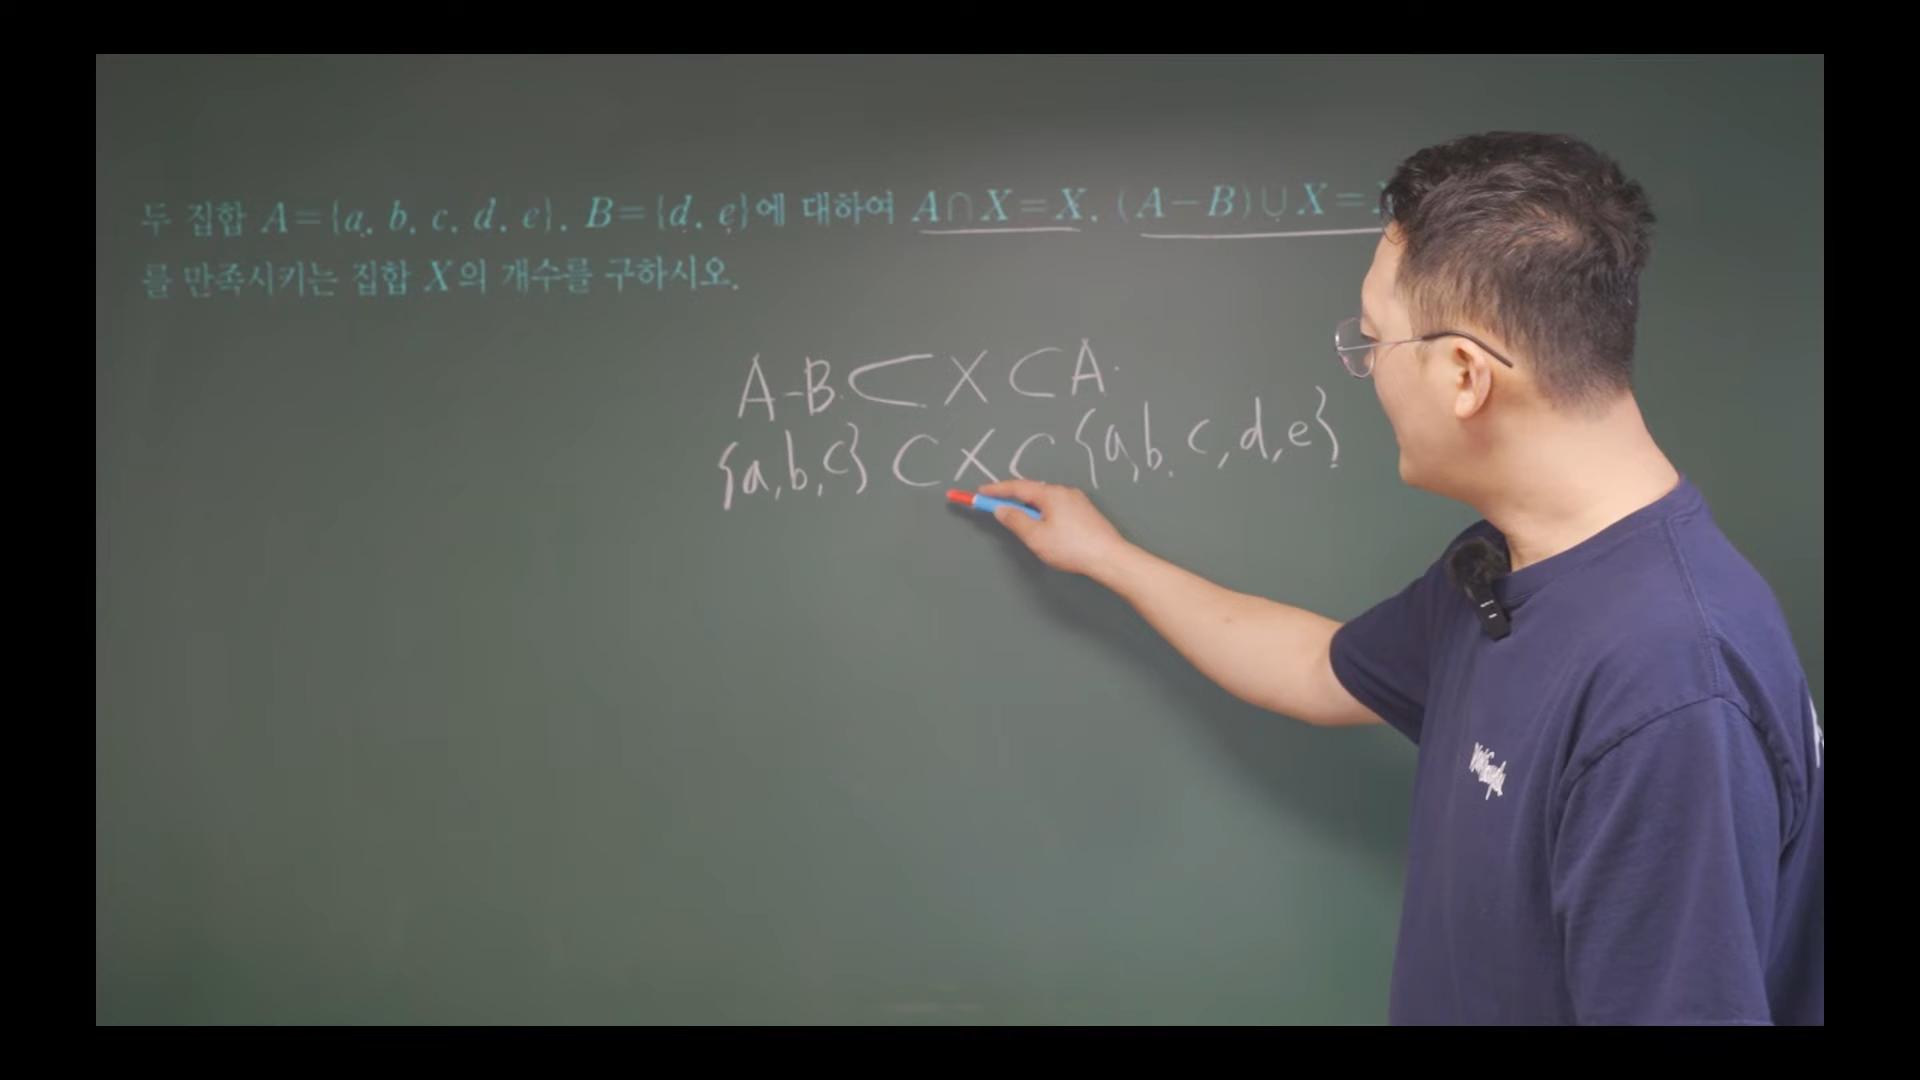 두 집합 A={a, b, c, d, e}, B={d, e}에 대하여 A∩X=X, (A−B)∪X=
를 만족시키는 집합 X의 개수를 구하시오.
A-B⊂X⊂A
{a,b,c}⊂X⊂{a,b,c,d,e}